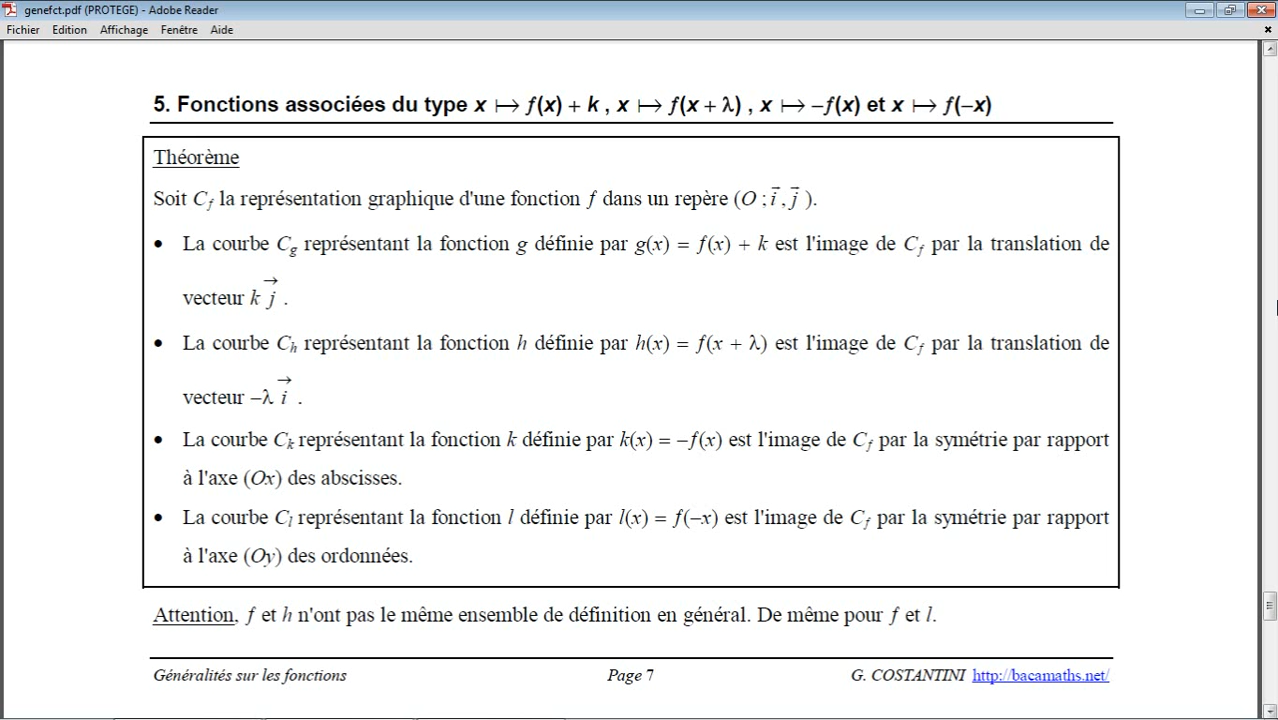 genefct.pdf (PROTEGE) - Adobe Reader
Fichier Edition Affichage Fenêtre Aide
5. Fonctions associées du type x ↦ f(x) + k , x ↦ f(x + λ) , x ↦ −f(x) et x ↦ f(−x)
Théorème
Soit Cf la représentation graphique d'une fonction f dans un repère (O ; i⃗ , j⃗ ).
• La courbe Cg représentant la fonction g définie par g(x) = f(x) + k est l'image de Cf par la translation de
vecteur k j⃗ .
• La courbe Ch représentant la fonction h définie par h(x) = f(x + λ) est l'image de Cf par la translation de
vecteur −λ i⃗ .
• La courbe Ck représentant la fonction k définie par k(x) = −f(x) est l'image de Cf par la symétrie par rapport
à l'axe (Ox) des abscisses.
• La courbe Cl représentant la fonction l définie par l(x) = f(−x) est l'image de Cf par la symétrie par rapport
à l'axe (Oy) des ordonnées.
Attention, f et h n'ont pas le même ensemble de définition en général. De même pour f et l.
Généralités sur les fonctions Page 7 G. COSTANTINI http://bacamaths.net/